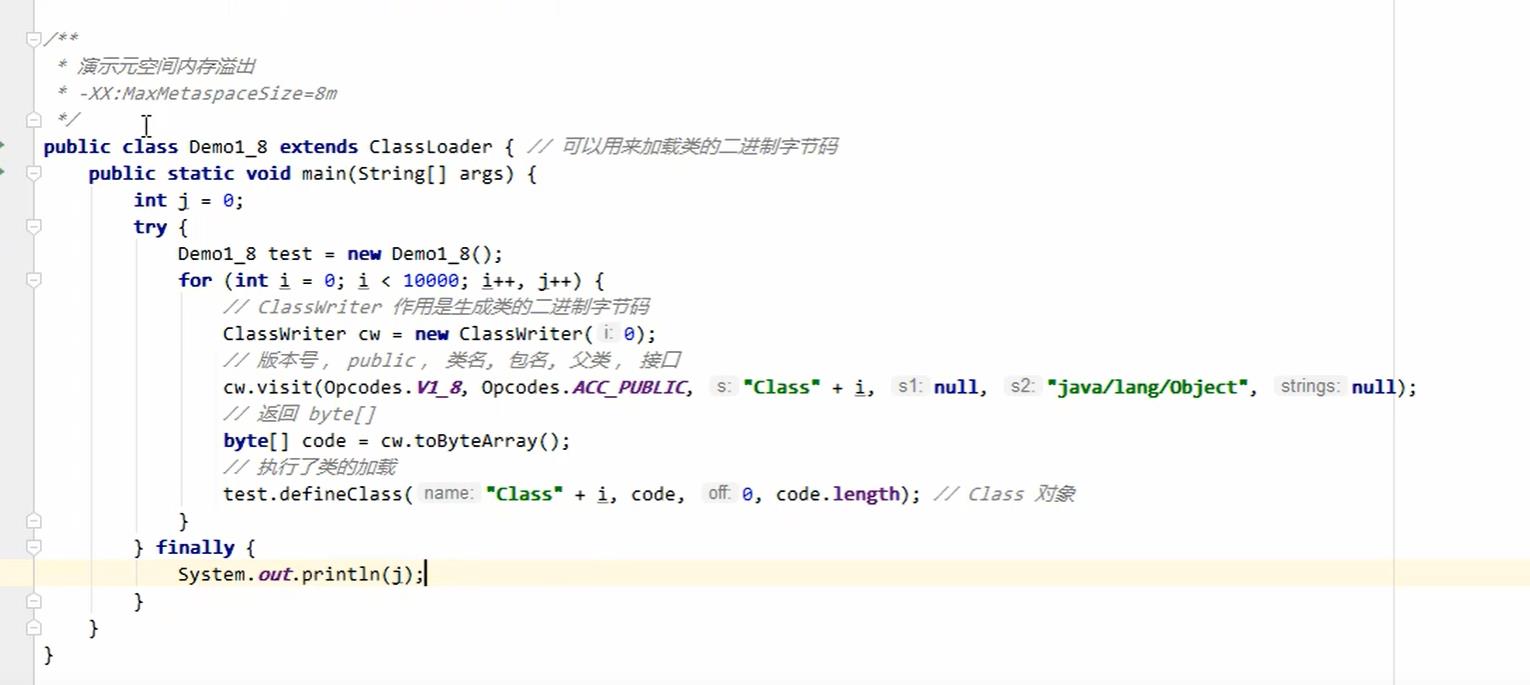 /**
 * 演示元空间内存溢出
 * -XX:MaxMetaspaceSize=8m
 */
public class Demo1_8 extends ClassLoader { // 可以用来加载类的二进制字节码
    public static void main(String[] args) {
        int j = 0;
        try {
            Demo1_8 test = new Demo1_8();
            for (int i = 0; i < 10000; i++, j++) {
                // ClassWriter 作用是生成类的二进制字节码
                ClassWriter cw = new ClassWriter( i: 0);
                // 版本号, public, 类名, 包名, 父类, 接口
                cw.visit(Opcodes.V1_8, Opcodes.ACC_PUBLIC, s: "Class" + i, s1: null, s2: "java/lang/Object", strings: null);
                // 返回 byte[]
                byte[] code = cw.toByteArray();
                // 执行了类的加载
                test.defineClass( name: "Class" + i, code, off: 0, code.length); // Class 对象
            }
        } finally {
            System.out.println(j);
        }
    }
}